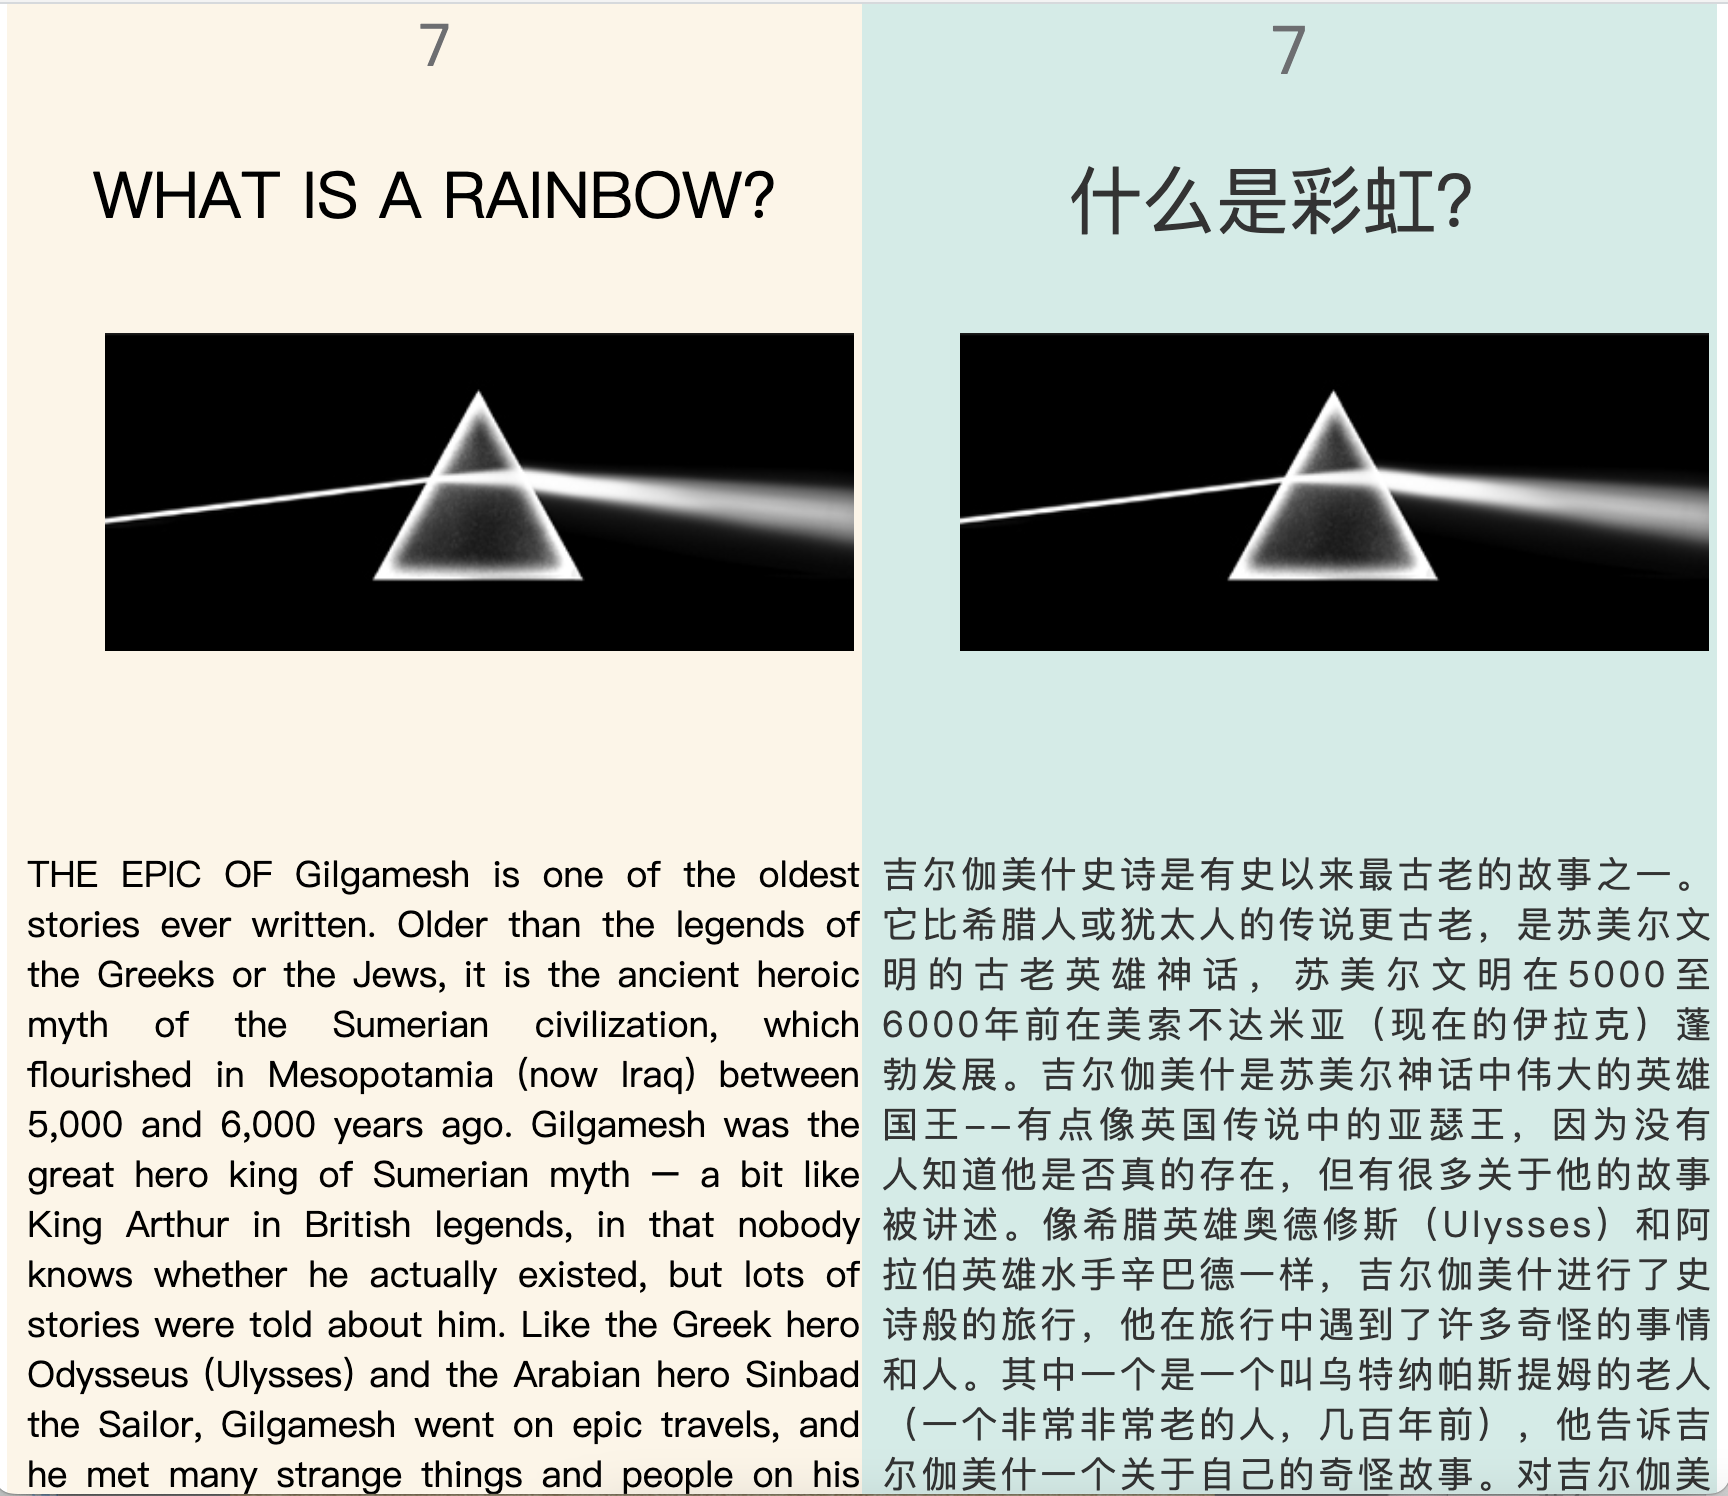 7
WHAT IS A RAINBOW?
THE EPIC OF Gilgamesh is one of the oldest
stories ever written. Older than the legends of
the Greeks or the Jews, it is the ancient heroic
myth of the Sumerian civilization, which
flourished in Mesopotamia (now Iraq) between
5,000 and 6,000 years ago. Gilgamesh was the
great hero king of Sumerian myth — a bit like
King Arthur in British legends, in that nobody
knows whether he actually existed, but lots of
stories were told about him. Like the Greek hero
Odysseus (Ulysses) and the Arabian hero Sinbad
the Sailor, Gilgamesh went on epic travels, and
he met many strange things and people on his
7
什么是彩虹?
吉尔伽美什史诗是有史以来最古老的故事之一。
它比希腊人或犹太人的传说更古老，是苏美尔文
明的古老英雄神话，苏美尔文明在5000至
6000年前在美索不达米亚（现在的伊拉克）蓬
勃发展。吉尔伽美什是苏美尔神话中伟大的英雄
国王--有点像英国传说中的亚瑟王，因为没有
人知道他是否真的存在，但有很多关于他的故事
被讲述。像希腊英雄奥德修斯（Ulysses）和阿
拉伯英雄水手辛巴德一样，吉尔伽美什进行了史
诗般的旅行，他在旅行中遇到了许多奇怪的事情
和人。其中一个是一个叫乌特纳帕斯提姆的老人
（一个非常非常老的人，几百年前），他告诉吉
尔伽美什一个关于自己的奇怪故事。对吉尔伽美